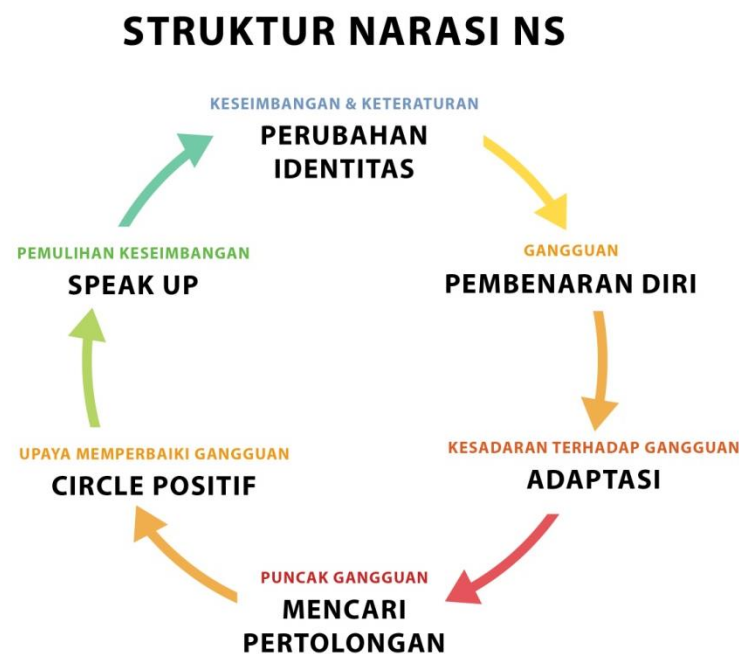 STRUKTUR NARASI NS
KESEIMBANGAN & KETERATURAN
PERUBAHAN
IDENTITAS
GANGGUAN
PEMBENARAN DIRI
KESADARAN TERHADAP GANGGUAN
ADAPTASI
PUNCAK GANGGUAN
MENCARI
PERTOLONGAN
UPAYA MEMPERBAIKI GANGGUAN
CIRCLE POSITIF
PEMULIHAN KESEIMBANGAN
SPEAK UP